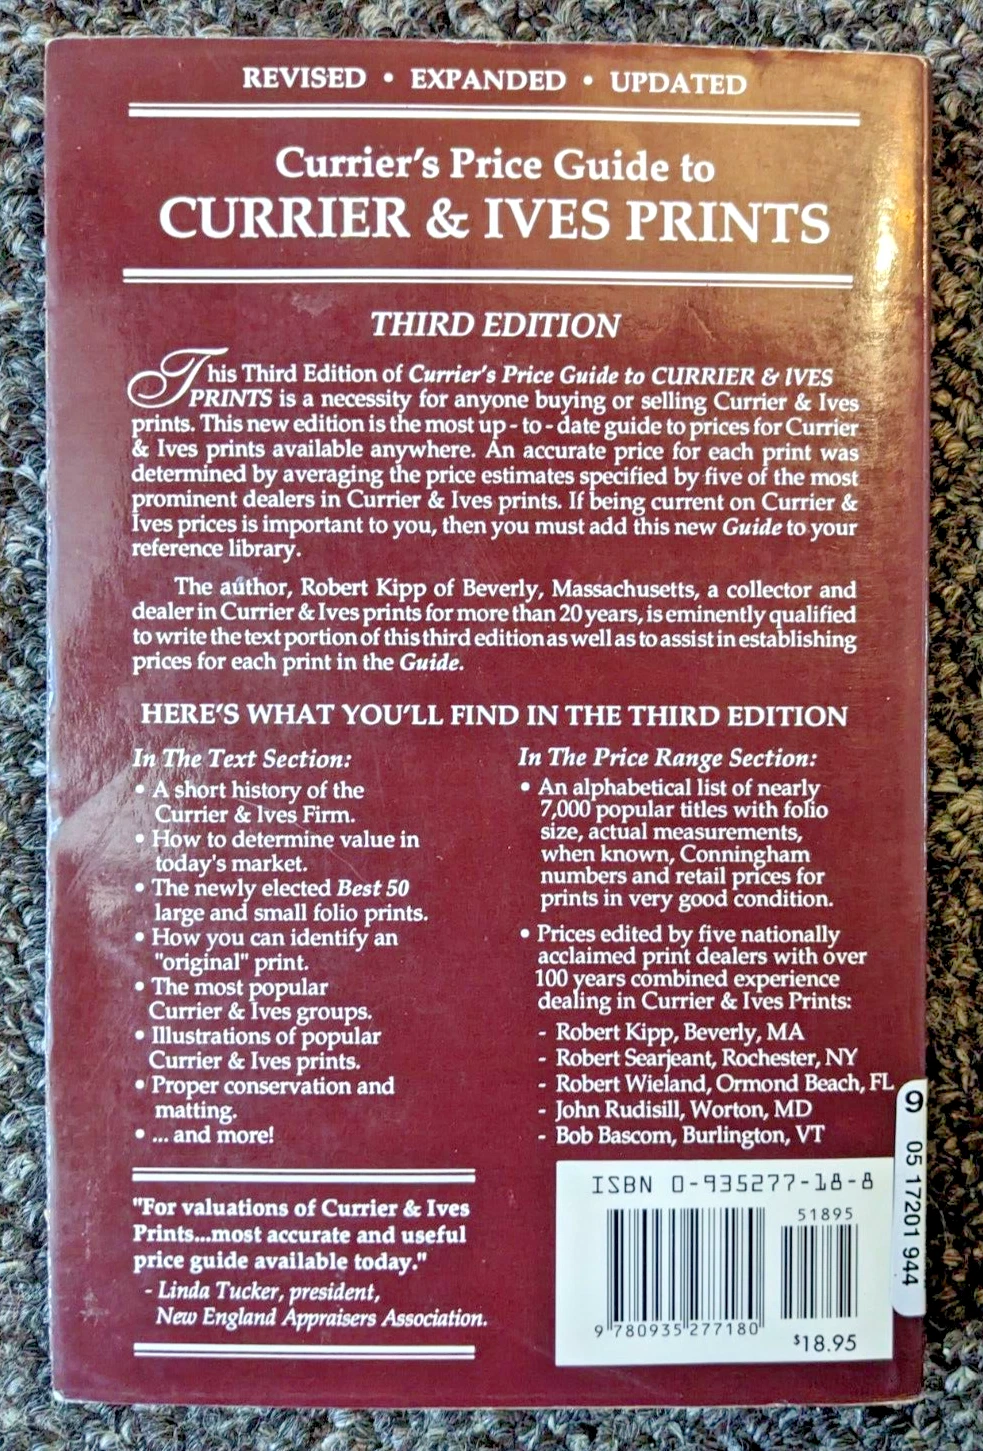 REVISED • EXPANDED • UPDATED
Currier's Price Guide to
CURRIER & IVES PRINTS
THIRD EDITION
This Third Edition of Currier's Price Guide to CURRIER & IVES
PRINTS is a necessity for anyone buying or selling Currier & Ives
prints. This new edition is the most up - to - date guide to prices for Currier
& Ives prints available anywhere. An accurate price for each print was
determined by averaging the price estimates specified by five of the most
prominent dealers in Currier & Ives prints. If being current on Currier &
Ives prices is important to you, then you must add this new Guide to your
reference library.
The author, Robert Kipp of Beverly, Massachusetts, a collector and
dealer in Currier & Ives prints for more than 20 years, is eminently qualified
to write the text portion of this third edition as well as to assist in establishing
prices for each print in the Guide.
HERE'S WHAT YOU'LL FIND IN THE THIRD EDITION
In The Text Section:
• A short history of the
Currier & Ives Firm.
• How to determine value in
today's market.
• The newly elected Best 50
large and small folio prints.
• How you can identify an
"original" print.
• The most popular
Currier & Ives groups.
• Illustrations of popular
Currier & Ives prints.
• Proper conservation and
matting.
• ... and more!
In The Price Range Section:
• An alphabetical list of nearly
7,000 popular titles with folio
size, actual measurements,
when known, Conningham
numbers and retail prices for
prints in very good condition.
• Prices edited by five nationally
acclaimed print dealers with over
100 years combined experience
dealing in Currier & Ives Prints:
- Robert Kipp, Beverly, MA
- Robert Searjeant, Rochester, NY
- Robert Wieland, Ormond Beach, FL
- John Rudisill, Worton, MD
- Bob Bascom, Burlington, VT
"For valuations of Currier & Ives
Prints...most accurate and useful
price guide available today."
- Linda Tucker, president,
New England Appraisers Association.
ISBN 0-935277-18-8
51895
9 780935 277180
$18.95
9 05 17201 944